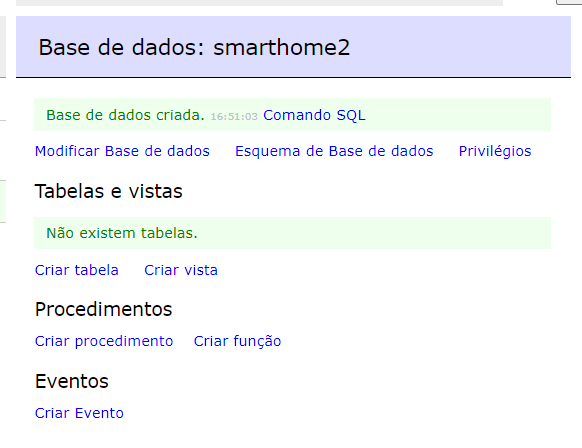 Base de dados: smarthome2
Base de dados criada. 16:51:03 Comando SQL
Modificar Base de dados Esquema de Base de dados Privilégios
Tabelas e vistas
Não existem tabelas.
Criar tabela Criar vista
Procedimentos
Criar procedimento Criar função
Eventos
Criar Evento